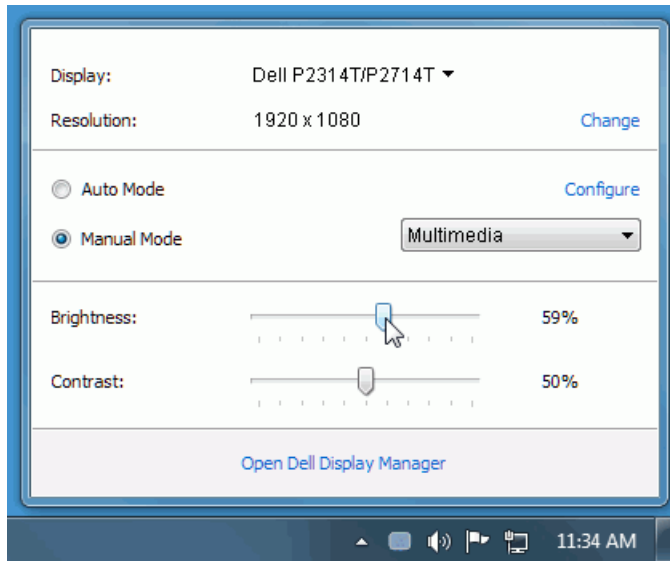 Display: Dell P2314T/P2714T
Resolution: 1920 x 1080 Change
Auto Mode Configure
Manual Mode Multimedia
Brightness: 59%
Contrast: 50%
Open Dell Display Manager
11:34 AM